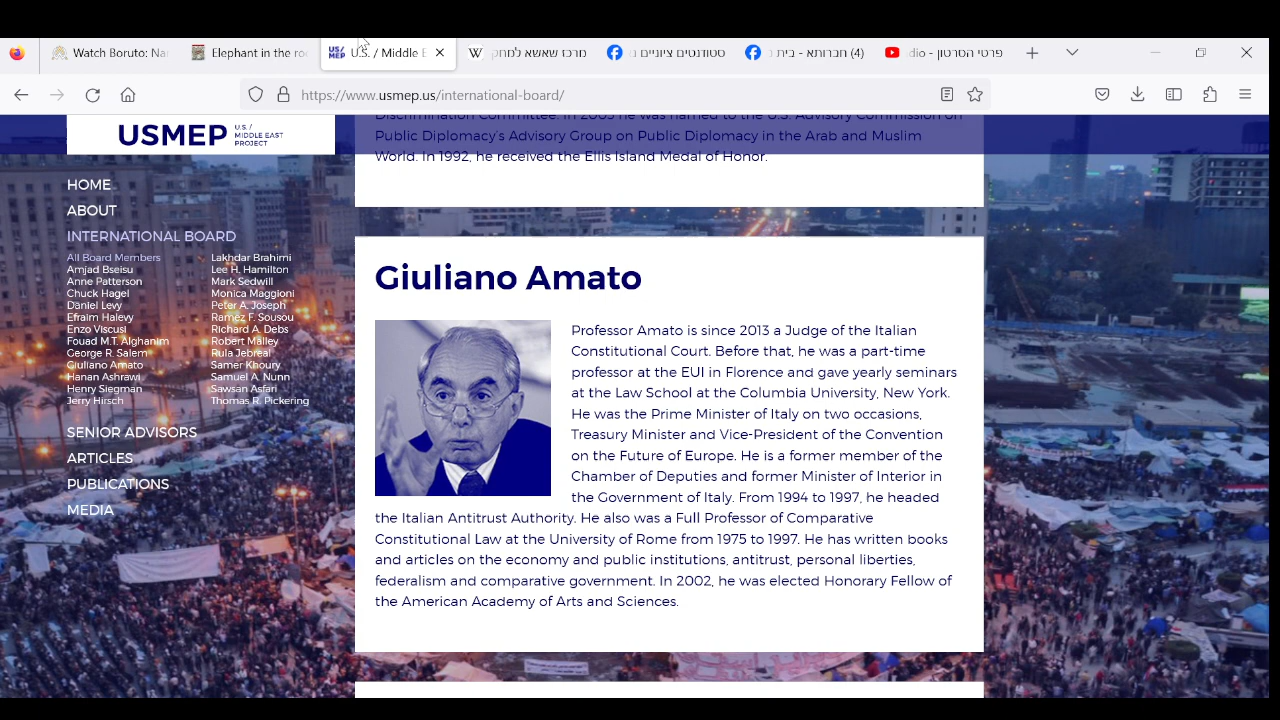 Watch Boruto: Nar
Elephant in the roo
U.S. / Middle E
מרכז שאשא למחק
סטודנטים ציוניים
(4) חברותא - בית
פרטי הסרטון - dio
https://www.usmep.us/international-board/
USMEP U.S./ MIDDLE EAST PROJECT
Discrimination Committee. In 2005 he was named to the U.S. Advisory Commission on
Public Diplomacy's Advisory Group on Public Diplomacy in the Arab and Muslim
World. In 1992, he received the Ellis Island Medal of Honor.
HOME
ABOUT
INTERNATIONAL BOARD
All Board Members
Amjad Bseisu
Anne Patterson
Chuck Hagel
Daniel Levy
Efraim Halevy
Enzo Viscusi
Fouad M.T. Alghanim
George R. Salem
Giuliano Amato
Hanan Ashrawi
Henry Siegman
Jerry Hirsch
Lakhdar Brahimi
Lee H. Hamilton
Mark Sedwill
Monica Maggioni
Peter A. Joseph
Ramez F. Sousou
Richard A. Debs
Robert Malley
Rula Jebreal
Samer Khoury
Samuel A. Nunn
Sawsan Asfari
Thomas R. Pickering
SENIOR ADVISORS
ARTICLES
PUBLICATIONS
MEDIA
Giuliano Amato
Professor Amato is since 2013 a Judge of the Italian
Constitutional Court. Before that, he was a part-time
professor at the EUI in Florence and gave yearly seminars
at the Law School at the Columbia University, New York.
He was the Prime Minister of Italy on two occasions,
Treasury Minister and Vice-President of the Convention
on the Future of Europe. He is a former member of the
Chamber of Deputies and former Minister of Interior in
the Government of Italy. From 1994 to 1997, he headed
the Italian Antitrust Authority. He also was a Full Professor of Comparative
Constitutional Law at the University of Rome from 1975 to 1997. He has written books
and articles on the economy and public institutions, antitrust, personal liberties,
federalism and comparative government. In 2002, he was elected Honorary Fellow of
the American Academy of Arts and Sciences.